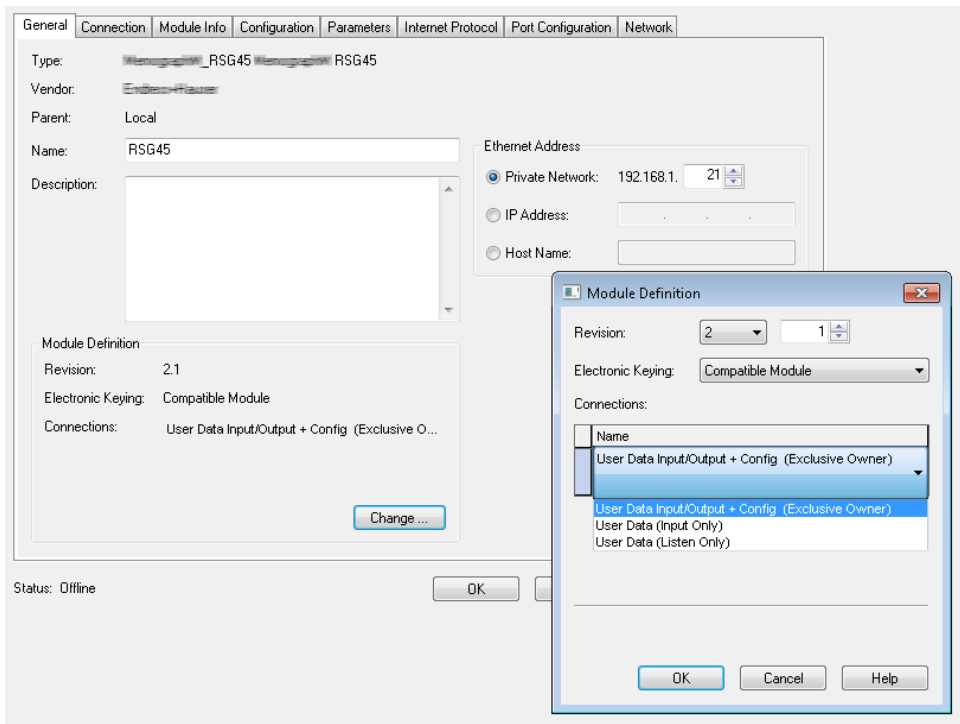 General Connection Module Info Configuration Parameters Internet Protocol Port Configuration Network
Type: _RSG45 RSG45
Vendor:
Parent: Local
Name: RSG45
Description:
Ethernet Address
Private Network: 192.168.1. 21
IP Address: . . .
Host Name:
Module Definition
Revision: 2.1
Electronic Keying: Compatible Module
Connections: User Data Input/Output + Config (Exclusive O...
Change ...
Status: Offline
OK
Module Definition
Revision: 2 1
Electronic Keying: Compatible Module
Connections:
Name
User Data Input/Output + Config (Exclusive Owner)
User Data Input/Output + Config (Exclusive Owner)
User Data (Input Only)
User Data (Listen Only)
OK Cancel Help